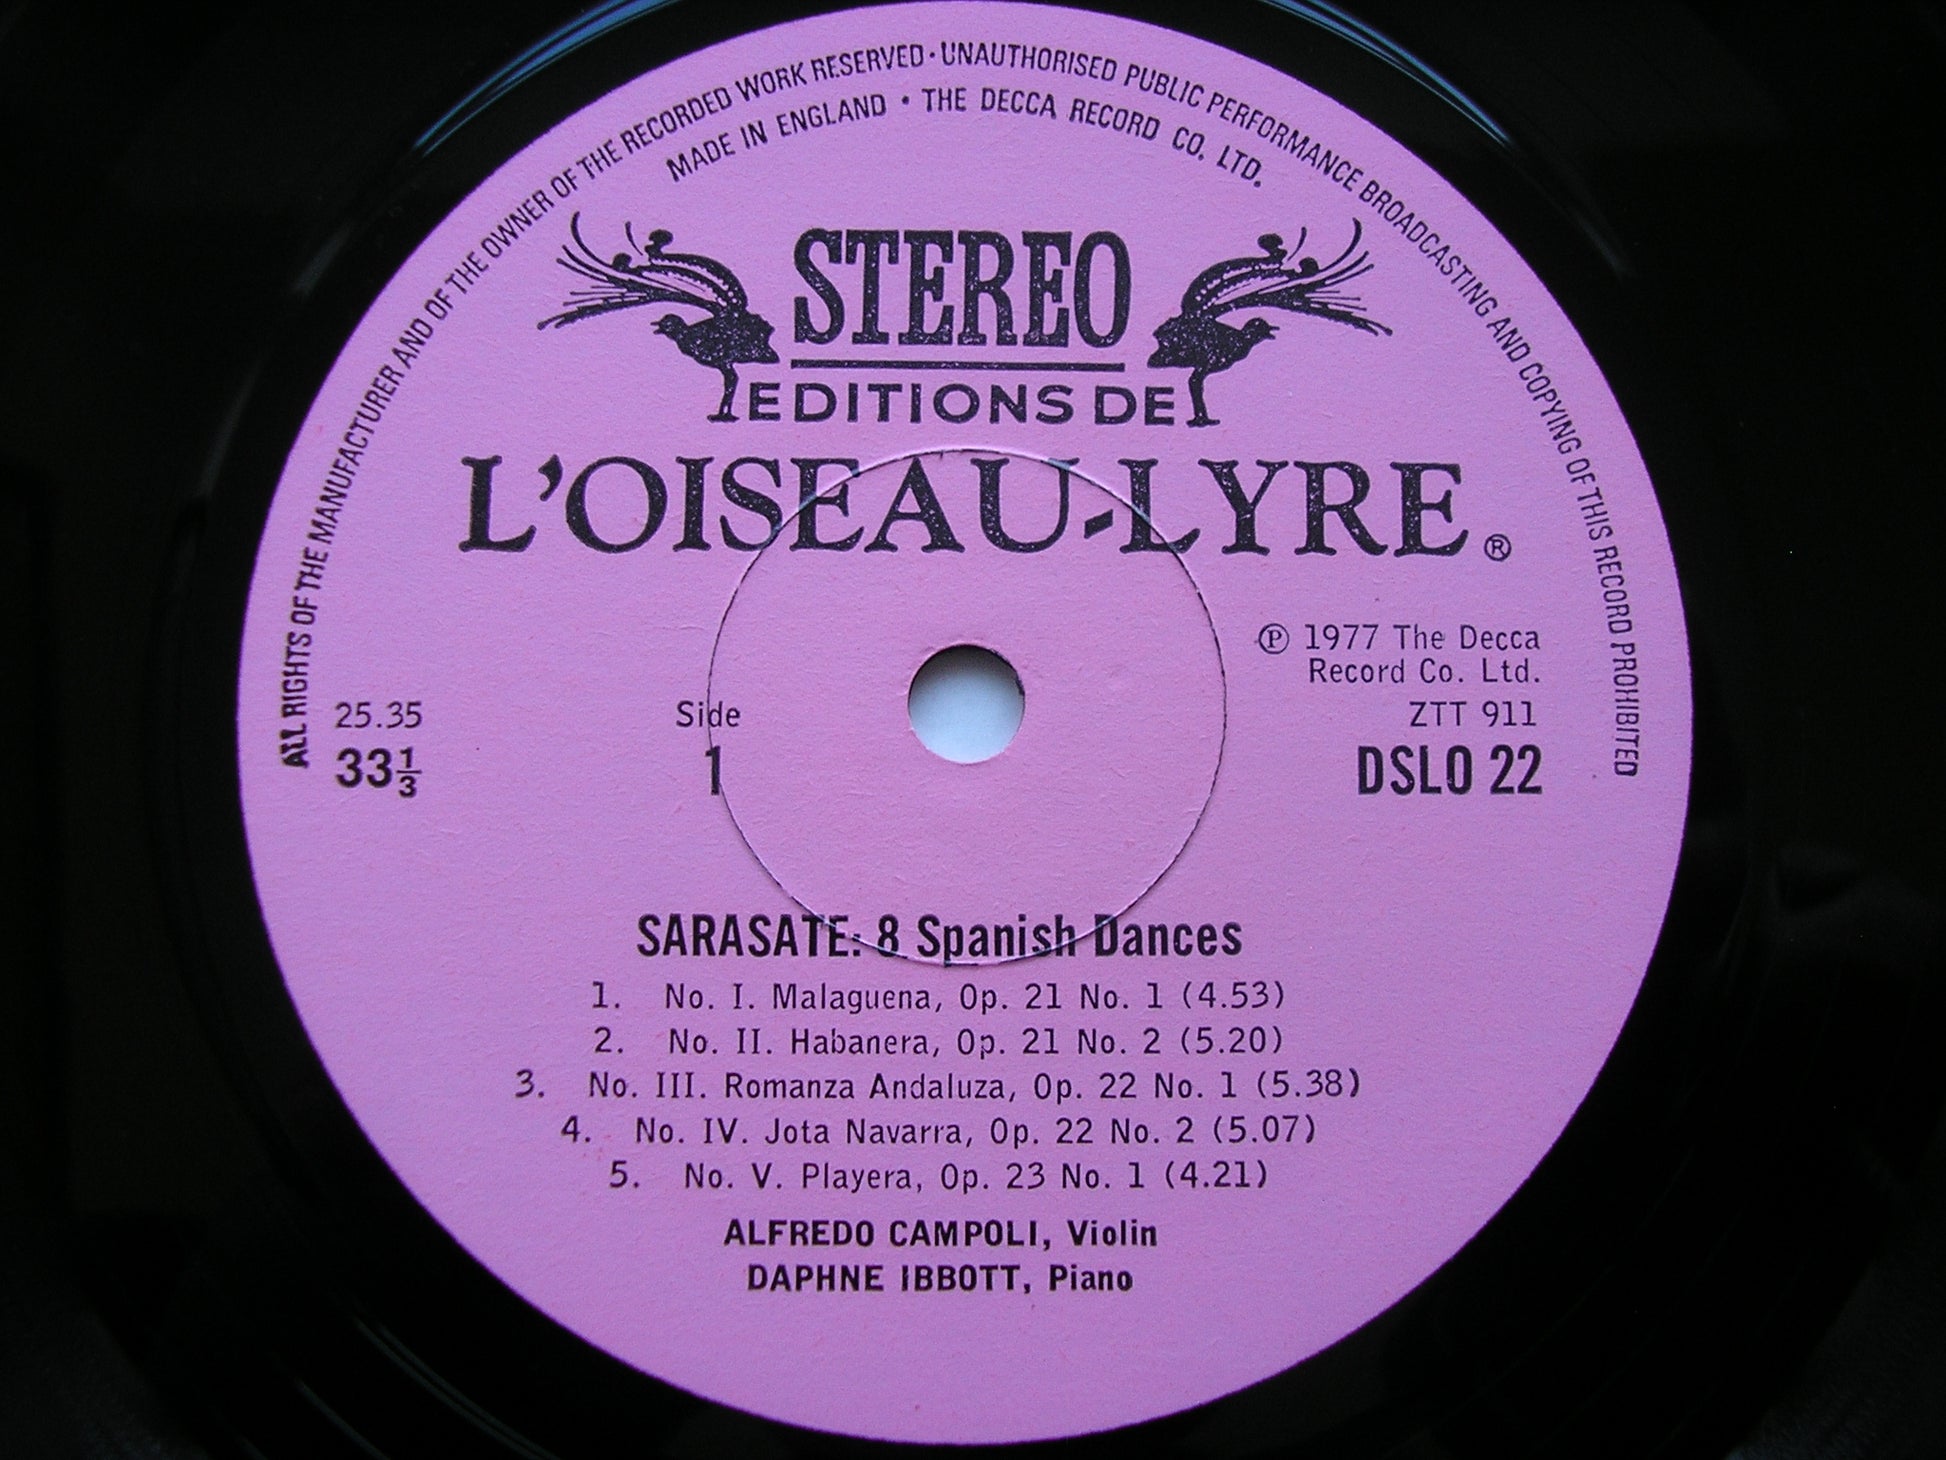 ALL RIGHTS OF THE MANUFACTURER AND OF THE OWNER OF THE RECORDED WORK RESERVED · UNAUTHORISED PUBLIC PERFORMANCE BROADCASTING AND COPYING OF THIS RECORD PROHIBITED
MADE IN ENGLAND · THE DECCA RECORD CO. LTD.
STEREO
EDITIONS DE
L'OISEAU-LYRE ®
℗ 1977 The Decca
Record Co. Ltd.
25.35 Side ZTT 911
33⅓ 1 DSLO 22
SARASATE: 8 Spanish Dances
1. No. I. Malaguena, Op. 21 No. 1 (4.53)
2. No. II. Habanera, Op. 21 No. 2 (5.20)
3. No. III. Romanza Andaluza, Op. 22 No. 1 (5.38)
4. No. IV. Jota Navarra, Op. 22 No. 2 (5.07)
5. No. V. Playera, Op. 23 No. 1 (4.21)
ALFREDO CAMPOLI, Violin
DAPHNE IBBOTT, Piano